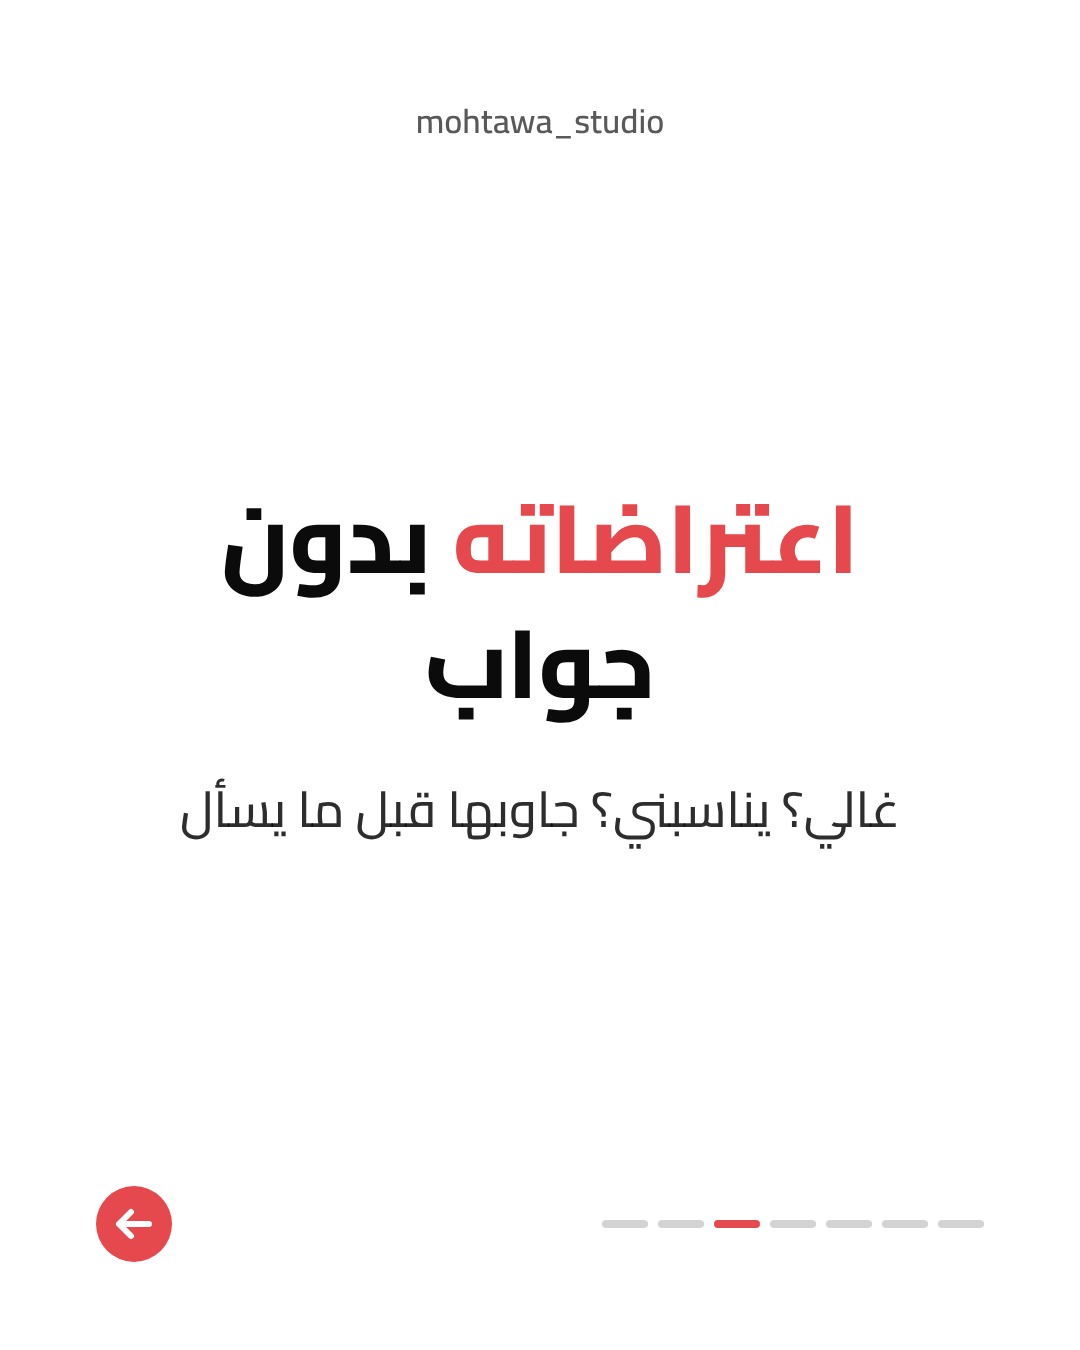 mohtawa_studio
اعتراضاته بدون
جواب
غالي؟ يناسبني؟ جاوبها قبل ما يسأل